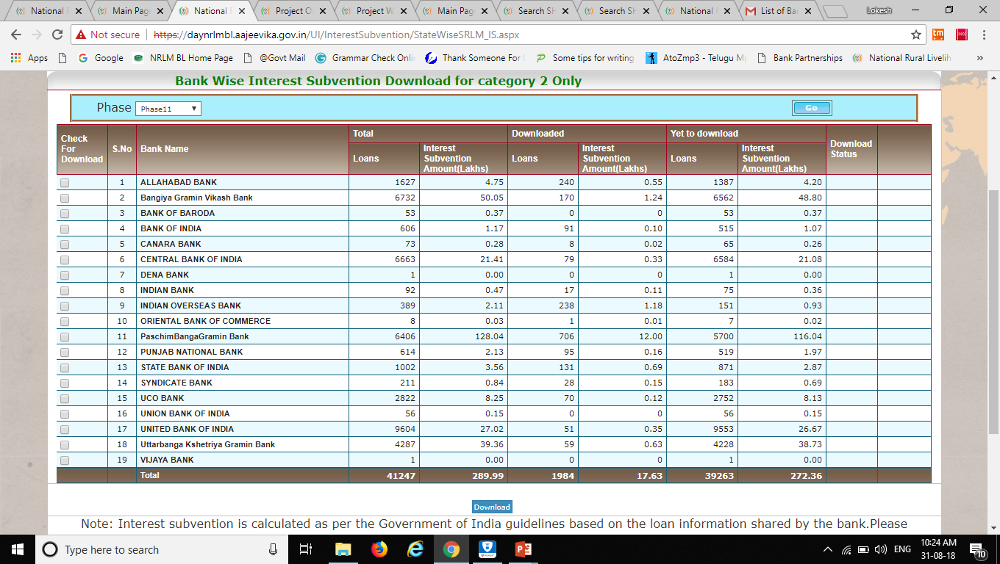 National Main Page National R Project O Project W Main Page Search SH Search SH National List of Ban Lokesh
Not secure https://daynrlmbl.aajeevika.gov.in/UI/InterestSubvention/StateWiseSRLM_IS.aspx
Apps Google NRLM BL Home Page @Govt Mail Grammar Check Onli Thank Someone For Some tips for writing AtoZmp3 - Telugu M Bank Partnerships National Rural Livelih »
Bank Wise Interest Subvention Download for category 2 Only
Phase Phase11 Go
Check For Download S.No Bank Name Total Downloaded Yet to download Download Status
Loans Interest Subvention Amount(Lakhs) Loans Interest Subvention Amount(Lakhs) Loans Interest Subvention Amount(Lakhs)
1 ALLAHABAD BANK 1627 4.75 240 0.55 1387 4.20
2 Bangiya Gramin Vikash Bank 6732 50.05 170 1.24 6562 48.80
3 BANK OF BARODA 53 0.37 0 0 53 0.37
4 BANK OF INDIA 606 1.17 91 0.10 515 1.07
5 CANARA BANK 73 0.28 8 0.02 65 0.26
6 CENTRAL BANK OF INDIA 6663 21.41 79 0.33 6584 21.08
7 DENA BANK 1 0.00 0 0 1 0.00
8 INDIAN BANK 92 0.47 17 0.11 75 0.36
9 INDIAN OVERSEAS BANK 389 2.11 238 1.18 151 0.93
10 ORIENTAL BANK OF COMMERCE 8 0.03 1 0.01 7 0.02
11 PaschimBangaGramin Bank 6406 128.04 706 12.00 5700 116.04
12 PUNJAB NATIONAL BANK 614 2.13 95 0.16 519 1.97
13 STATE BANK OF INDIA 1002 3.56 131 0.69 871 2.87
14 SYNDICATE BANK 211 0.84 28 0.15 183 0.69
15 UCO BANK 2822 8.25 70 0.12 2752 8.13
16 UNION BANK OF INDIA 56 0.15 0 0 56 0.15
17 UNITED BANK OF INDIA 9604 27.02 51 0.35 9553 26.67
18 Uttarbanga Kshetriya Gramin Bank 4287 39.36 59 0.63 4228 38.73
19 VIJAYA BANK 1 0.00 0 0 1 0.00
Total 41247 289.99 1984 17.63 39263 272.36
Download
Note: Interest subvention is calculated as per the Government of India guidelines based on the loan information shared by the bank.Please
Type here to search ENG 10:24 AM
31-08-18 10